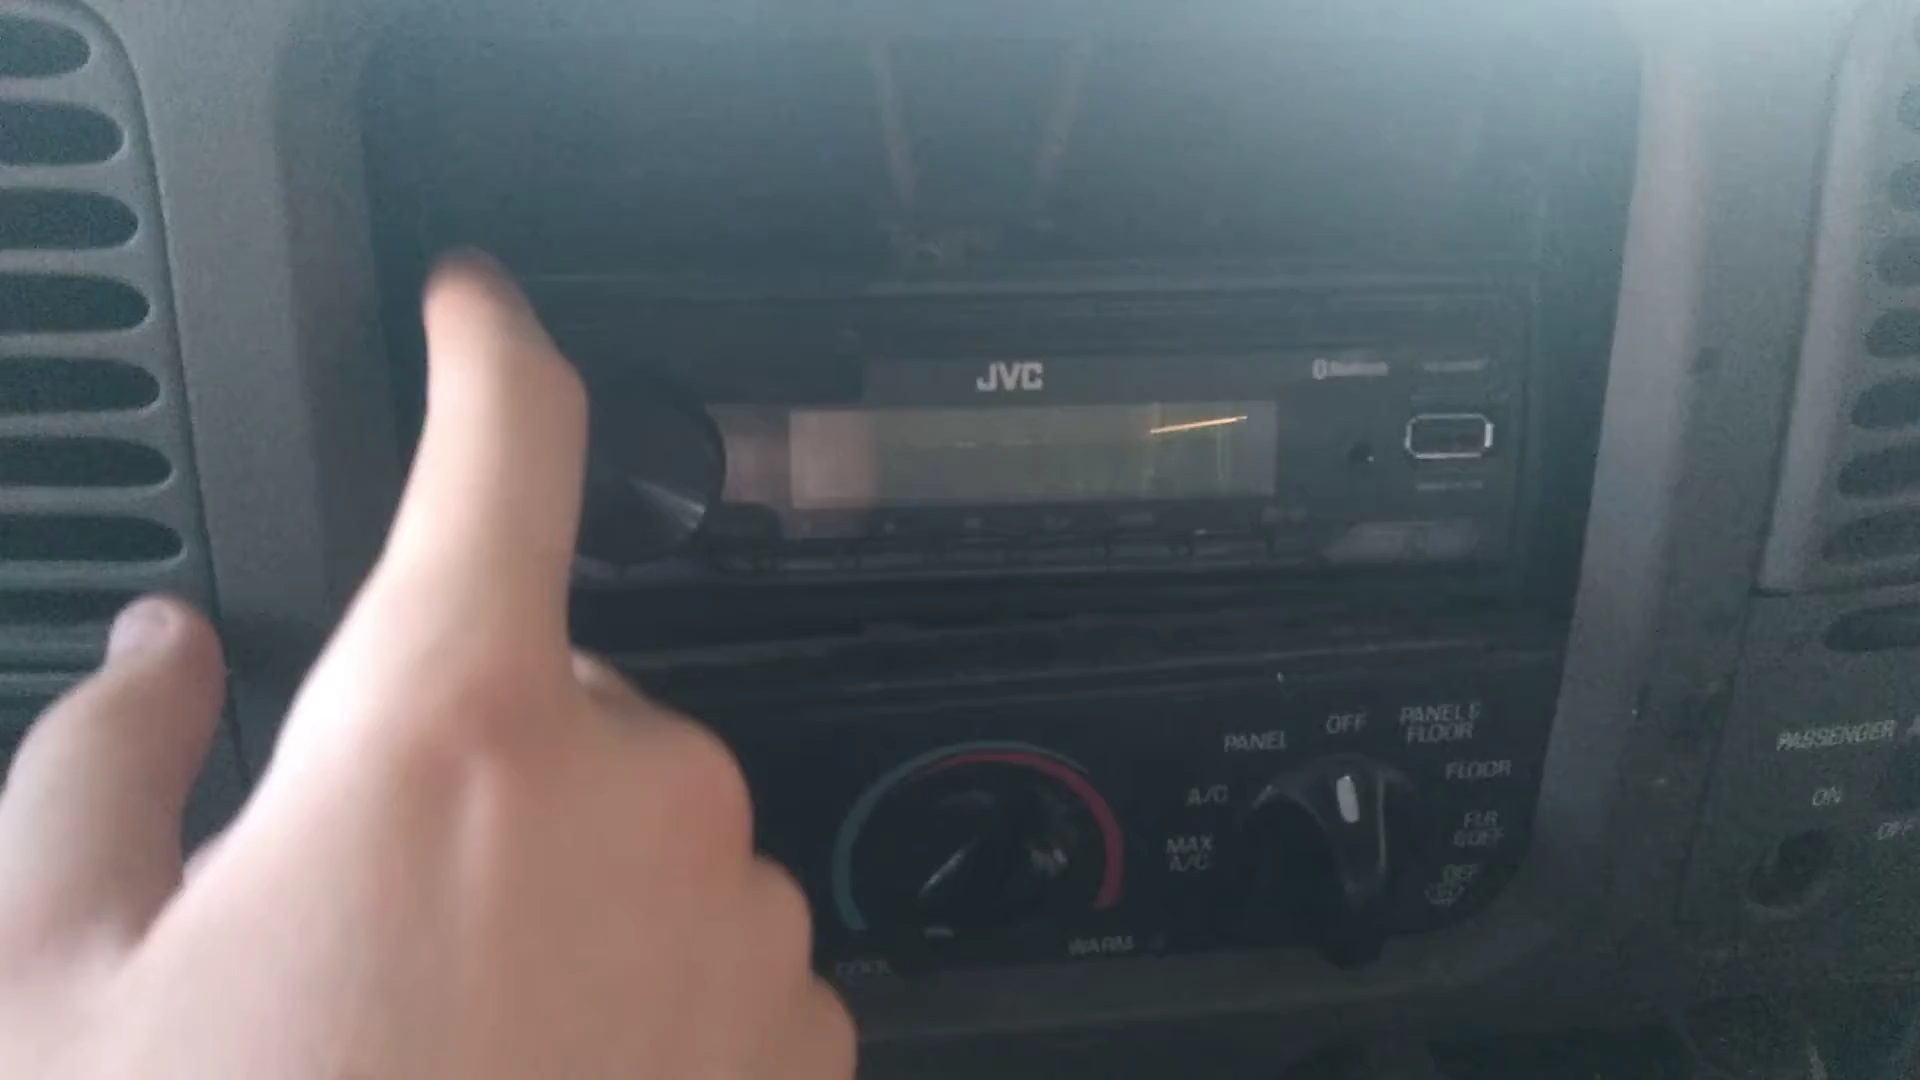 JVC
Bluetooth
PANEL
OFF
PANEL &
FLOOR
A/C
FLOOR
MAX
A/C
FLR
& DEF
DEF
COOL
WARM
PASSENGER
ON
OFF